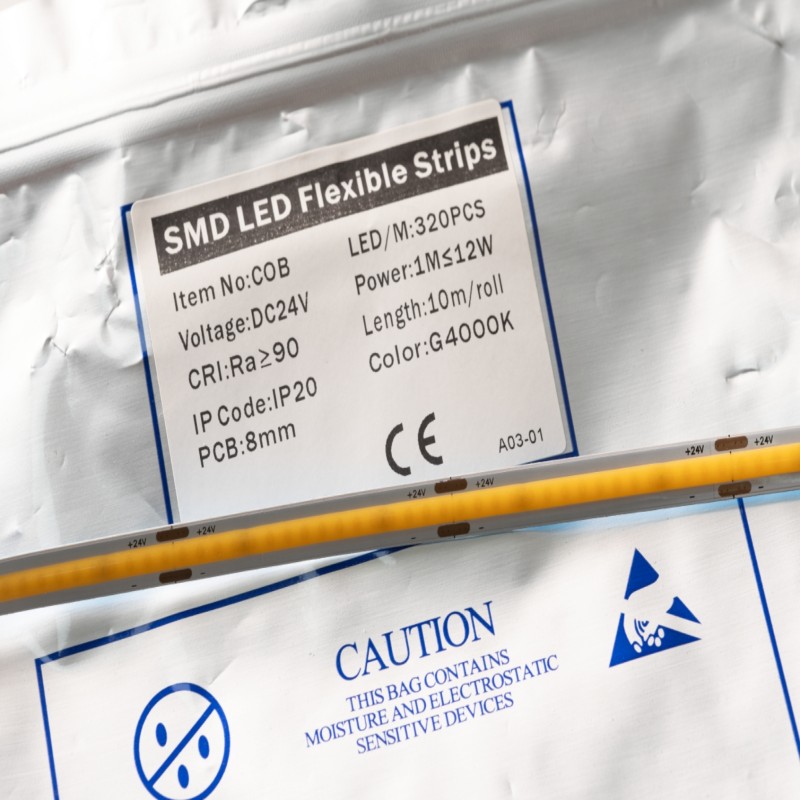 SMD LED Flexible Strips
Item No:COB
Voltage:DC24V
CRI:Ra≥90
IP Code:IP20
PCB:8mm
LED/M:320PCS
Power:1M≤12W
Length:10m/roll
Color:G4000K
CE
A03-01
+24V +24V
+24V +24V
+24V +24V
- -
- -
- -
CAUTION
THIS BAG CONTAINS
MOISTURE AND ELECTROSTATIC
SENSITIVE DEVICES